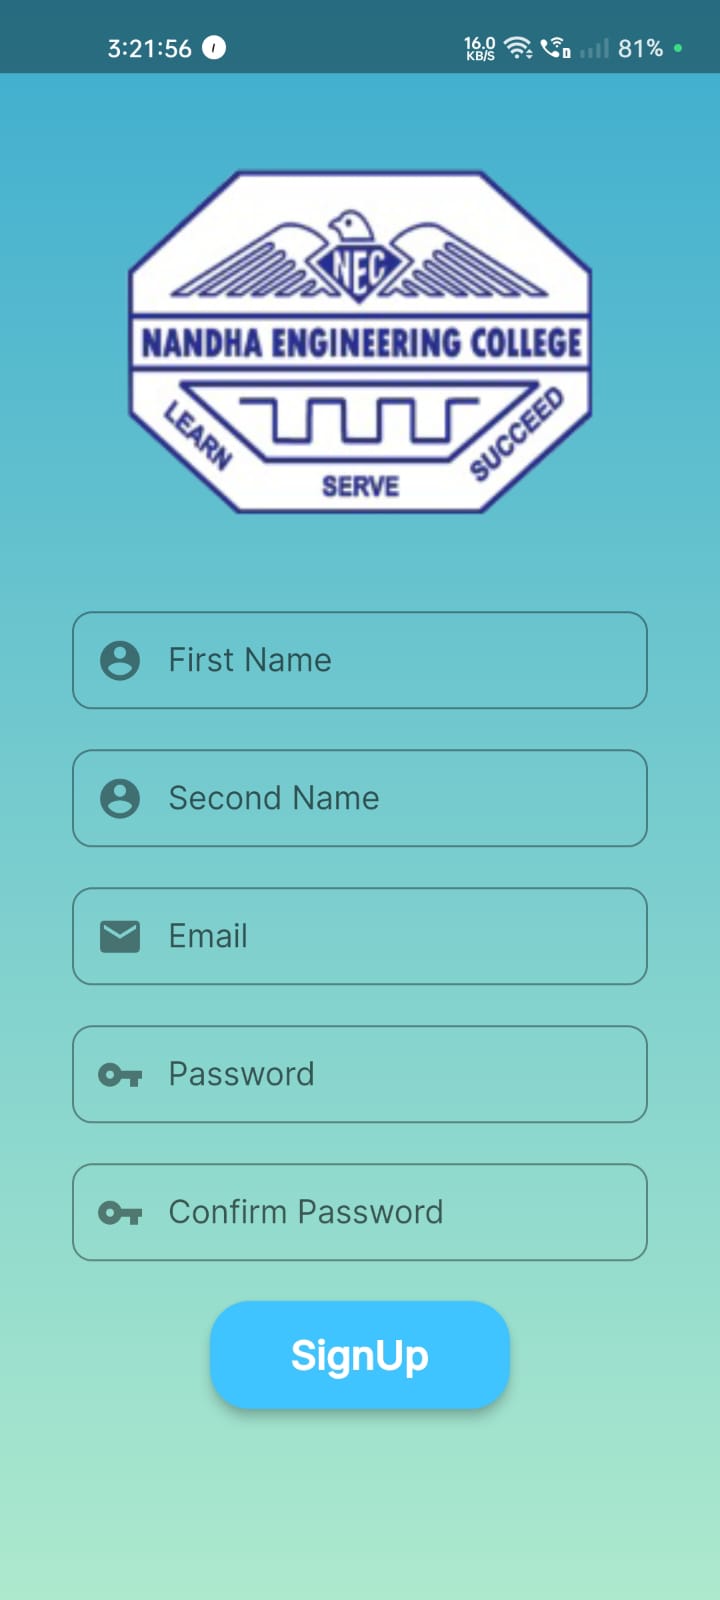 3:21:56 16.0 KB/S 81%
NEC
NANDHA ENGINEERING COLLEGE
LEARN SERVE SUCCEED
First Name
Second Name
Email
Password
Confirm Password
SignUp